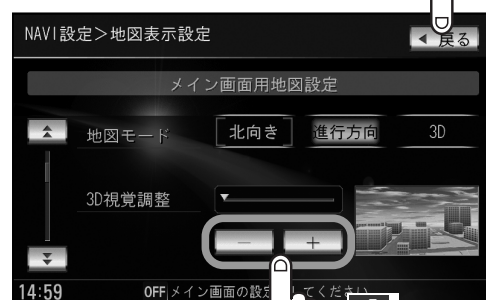 NAVI設定＞地図表示設定
戻る
メイン画面用地図設定
地図モード 北向き 進行方向 3D
3D視覚調整
－ ＋
14:59 OFF メイン画面の設 してください